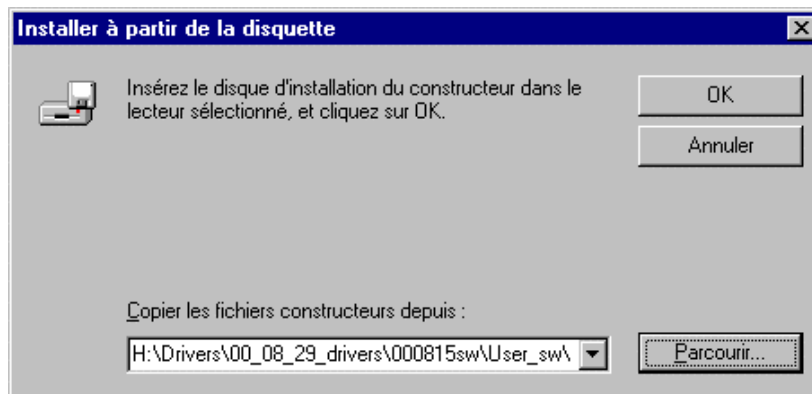 Installer à partir de la disquette
Insérez le disque d'installation du constructeur dans le
lecteur sélectionné, et cliquez sur OK.
OK
Annuler
Copier les fichiers constructeurs depuis :
H:\Drivers\00_08_29_drivers\000815sw\User_sw\
Parcourir...